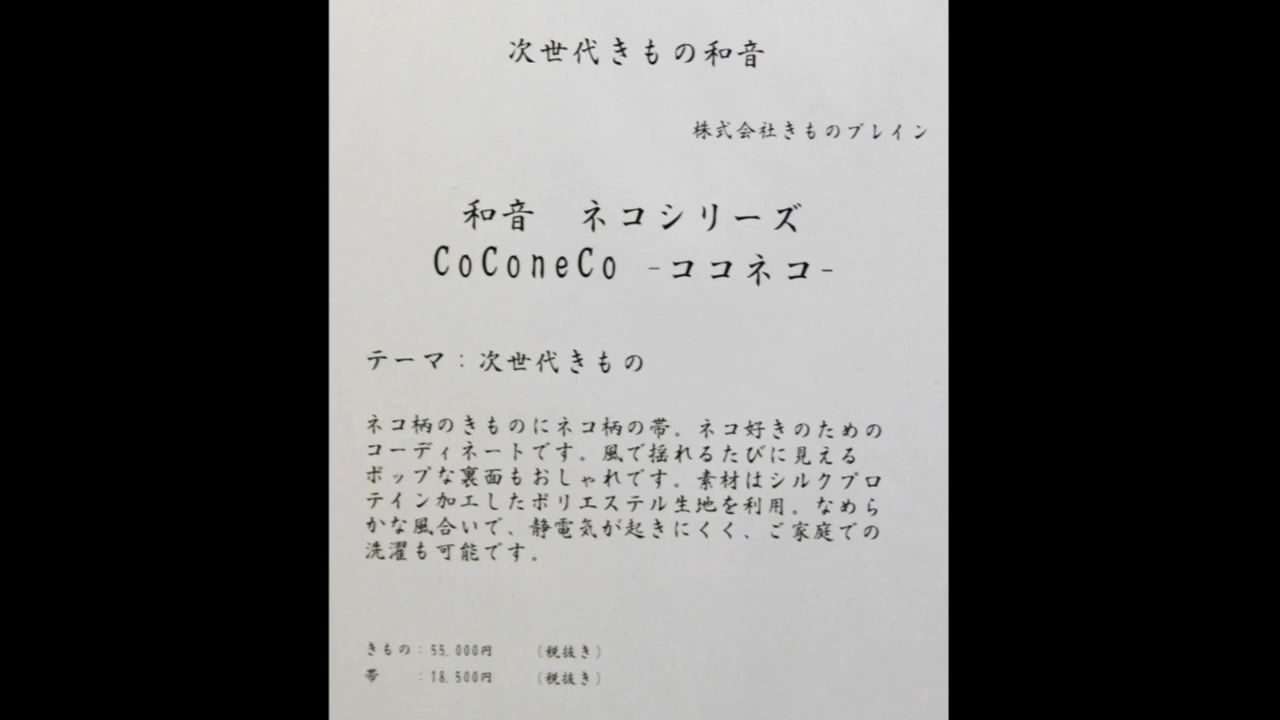 次世代きもの和音
株式会社きものブレイン
和音　ネコシリーズ
CoConeCo -ココネコ-
テーマ：次世代きもの
ネコ柄のきものにネコ柄の帯。ネコ好きのための
コーディネートです。風で揺れるたびに見える
ポップな裏面もおしゃれです。素材はシルクプロ
テイン加工したポリエステル生地を利用。なめら
かな風合いで、静電気が起きにくく、ご家庭での
洗濯も可能です。
きもの：55.000円　　（税抜き）
帯　　：18.500円　　（税抜き）